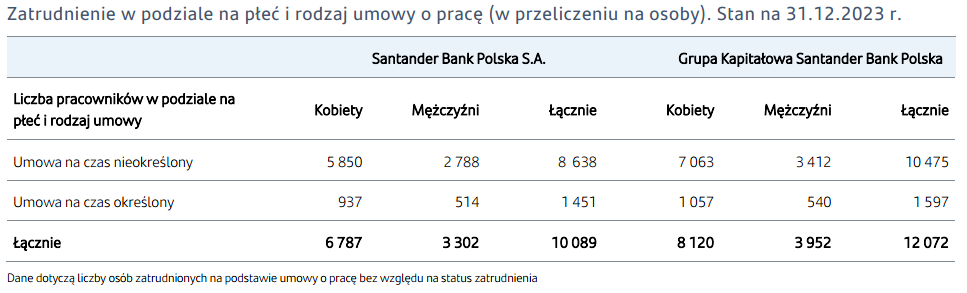 Zatrudnienie w podziale na płeć i rodzaj umowy o pracę (w przeliczeniu na osoby). Stan na 31.12.2023 r.
Santander Bank Polska S.A. Grupa Kapitałowa Santander Bank Polska
Liczba pracowników w podziale na
płeć i rodzaj umowy Kobiety Mężczyźni Łącznie Kobiety Mężczyźni Łącznie
Umowa na czas nieokreślony 5 850 2 788 8 638 7 063 3 412 10 475
Umowa na czas określony 937 514 1 451 1 057 540 1 597
Łącznie 6 787 3 302 10 089 8 120 3 952 12 072
Dane dotyczą liczby osób zatrudnionych na podstawie umowy o pracę bez względu na status zatrudnienia